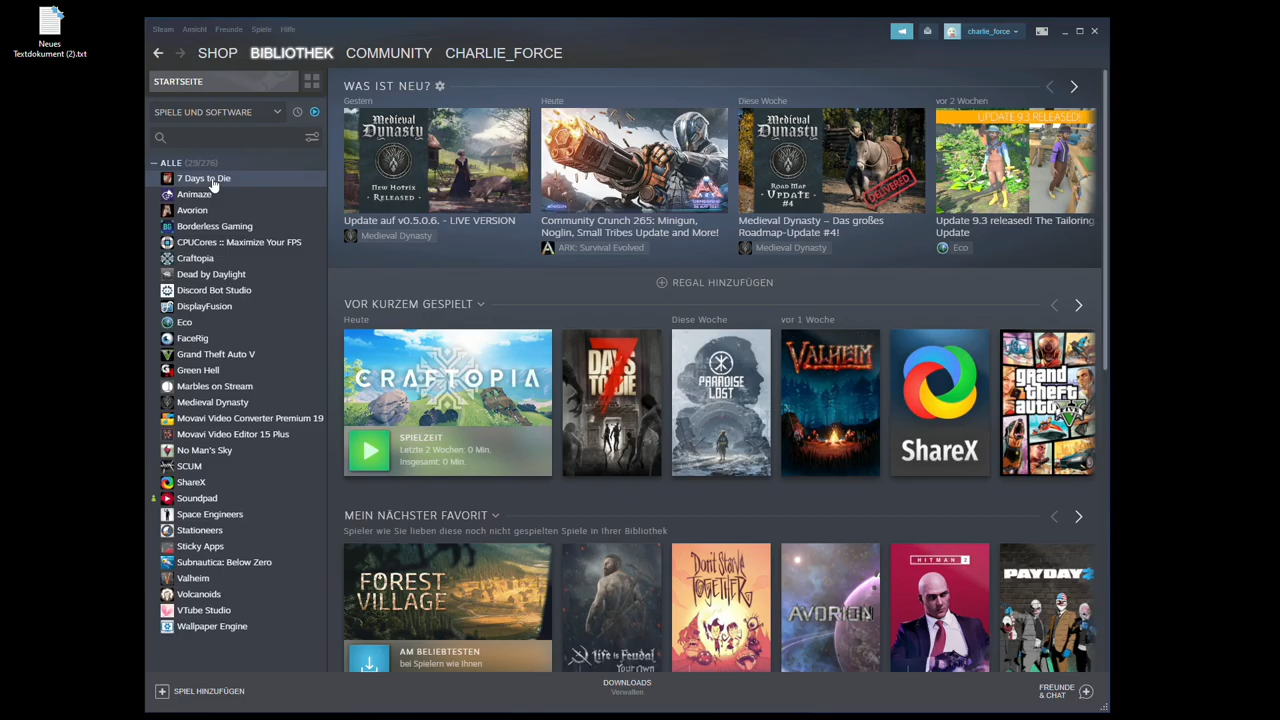 Neues
Textdokument (2).txt
Steam Ansicht Freunde Spiele Hilfe
charlie_force
SHOP BIBLIOTHEK COMMUNITY CHARLIE_FORCE
STARTSEITE
SPIELE UND SOFTWARE
ALLE (29/276)
7 Days to Die
Animaze
Avorion
Borderless Gaming
CPUCores :: Maximize Your FPS
Craftopia
Dead by Daylight
Discord Bot Studio
DisplayFusion
Eco
FaceRig
Grand Theft Auto V
Green Hell
Marbles on Stream
Medieval Dynasty
Movavi Video Converter Premium 19
Movavi Video Editor 15 Plus
No Man's Sky
SCUM
ShareX
Soundpad
Space Engineers
Stationeers
Sticky Apps
Subnautica: Below Zero
Valheim
Volcanoids
VTube Studio
Wallpaper Engine
SPIEL HINZUFÜGEN
WAS IST NEU?
Gestern
Medieval
Dynasty
NEW HOTFIX
RELEASED
Update auf v0.5.0.6. - LIVE VERSION
Medieval Dynasty
Heute
ARK
Community Crunch 265: Minigun,
Noglin, Small Tribes Update and More!
ARK: Survival Evolved
Diese Woche
Medieval
Dynasty
ROAD MAP
UPDATE
#4
DELIVERED
Medieval Dynasty – Das großes
Roadmap-Update #4!
Medieval Dynasty
vor 2 Wochen
UPDATE 9.3 RELEASED!
Update 9.3 released! The Tailoring
Update
Eco
REGAL HINZUFÜGEN
VOR KURZEM GESPIELT
Heute
CRAFTOPIA
SPIELZEIT
Letzte 2 Wochen: 0 Min.
Insgesamt: 0 Min.
7 DAYS TO DIE
Diese Woche
PARADISE
LOST
vor 1 Woche
VALHEIM
ShareX
grand
theft
auto V
MEIN NÄCHSTER FAVORIT
Spieler wie Sie lieben diese noch nicht gespielten Spiele in Ihrer Bibliothek
FOREST
VILLAGE
AM BELIEBTESTEN
bei Spielern wie Ihnen
Life is Feudal
Your Own
Don't Starve
TOGETHER
AVORION
HITMAN 2
PAYDAY 2
DOWNLOADS
Verwalten
FREUNDE
& CHAT